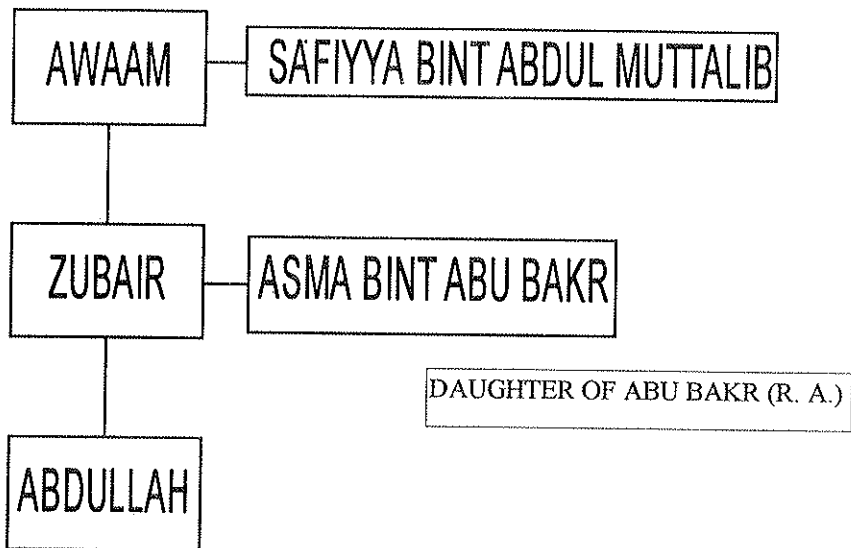 AWAAM
SAFIYYA BINT ABDUL MUTTALIB
ZUBAIR
ASMA BINT ABU BAKR
DAUGHTER OF ABU BAKR (R. A.)
ABDULLAH